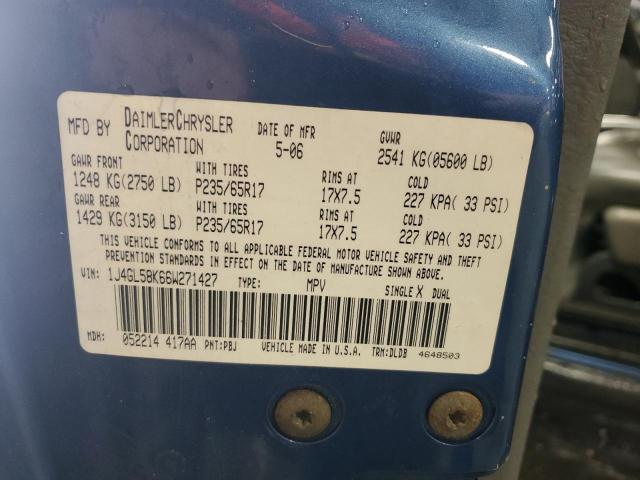 MFD BY DAIMLERCHRYSLER CORPORATION DATE OF MFR 5-06 GVWR 2541 KG(05600 LB)
GAWR FRONT WITH TIRES RIMS AT COLD
1248 KG(2750 LB) P235/65R17 17X7.5 227 KPA( 33 PSI)
GAWR REAR WITH TIRES RIMS AT COLD
1429 KG(3150 LB) P235/65R17 17X7.5 227 KPA( 33 PSI)
THIS VEHICLE CONFORMS TO ALL APPLICABLE FEDERAL MOTOR VEHICLE SAFETY AND THEFT
PREVENTION STANDARDS IN EFFECT ON THE DATE OF MANUFACTURE SHOWN ABOVE.
VIN: 1J4GL58K66W271427 TYPE: MPV SINGLE X DUAL
MDH: 052214 417AA PNT:PBJ VEHICLE MADE IN U.S.A. TRM:DLDB 4648503